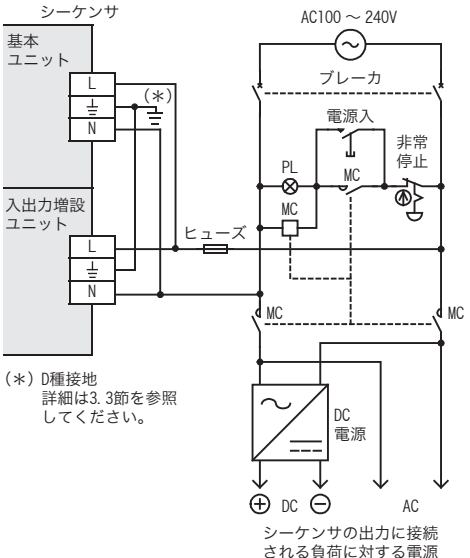 シーケンサ
AC100 ～ 240V
基本
ユニット
L
N
(＊)
ブレーカ
電源入
非常
停止
PL
MC
MC
入出力増設
ユニット
L
N
ヒューズ
MC
MC
(＊) D種接地
詳細は3.3節を参照
してください。
DC
電源
DC
AC
シーケンサの出力に接続
される負荷に対する電源